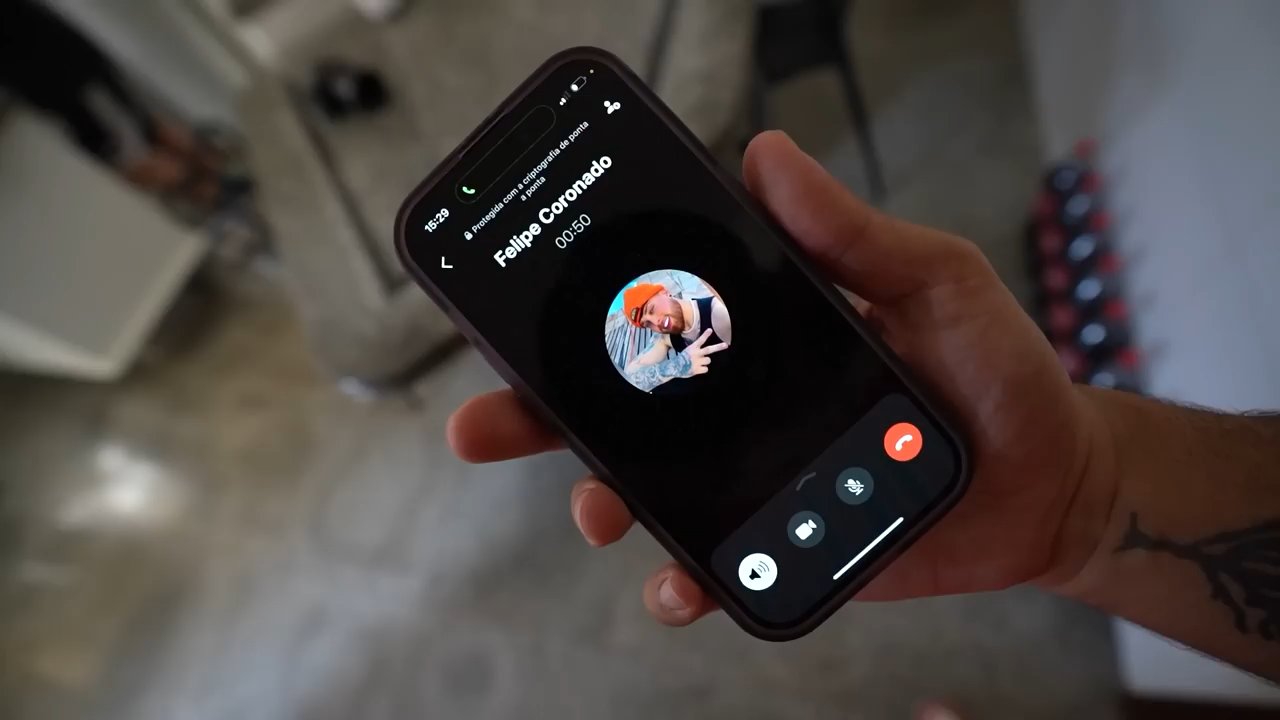 15:29
Protegida com a criptografia de ponta
a ponta
Felipe Coronado
00:50